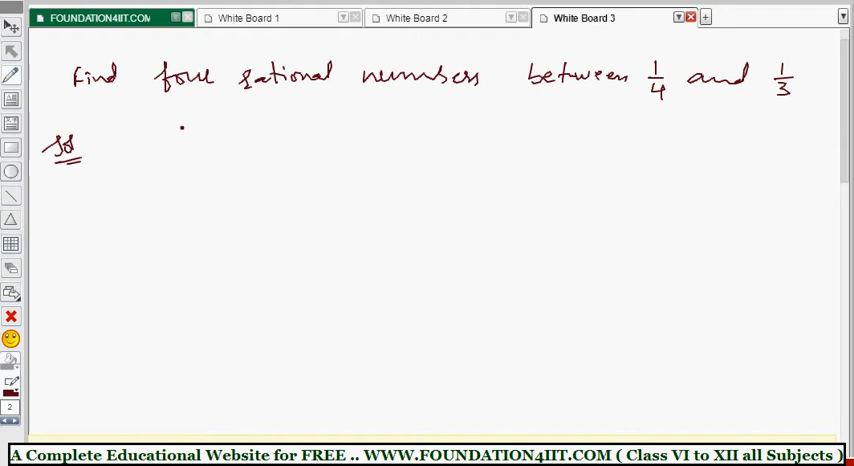 FOUNDATION4IIT.COM White Board 1 White Board 2 White Board 3
Find four rational numbers between 1/4 and 1/3
Sol
2
A Complete Educational Website for FREE .. WWW.FOUNDATION4IIT.COM ( Class VI to XII all Subjects )